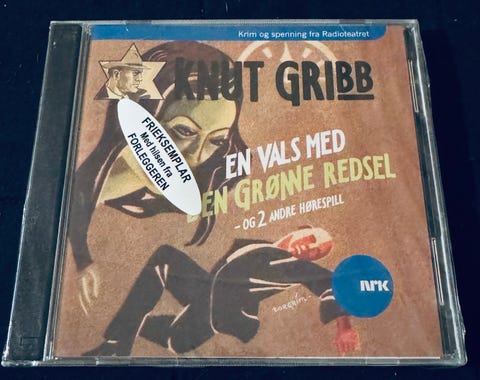 Krim og spenning fra Radioteatret
KNUT GRIBB
FRIEKSEMPLAR
Med hilsen fra
FORLEGGEREN
EN VALS MED
DEN GRØNNE REDSEL
- OG 2 ANDRE HØRESPILL
NRK